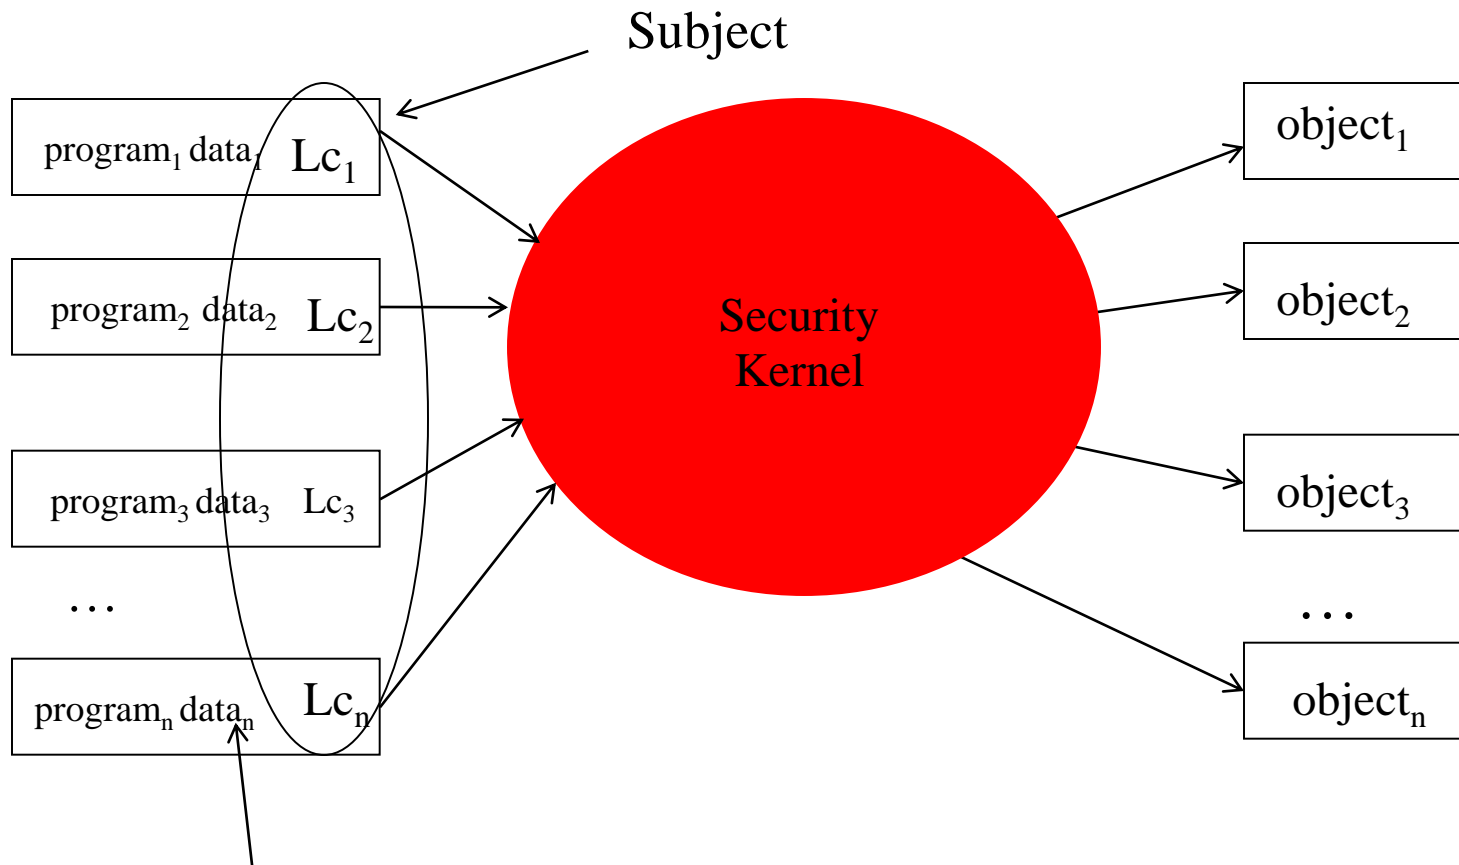 Subject
program₁ data₁ Lc₁
object₁
program₂ data₂ Lc₂
object₂
Security
Kernel
program₃ data₃ Lc₃
object₃
…
…
programₙ dataₙ Lcₙ
objectₙ